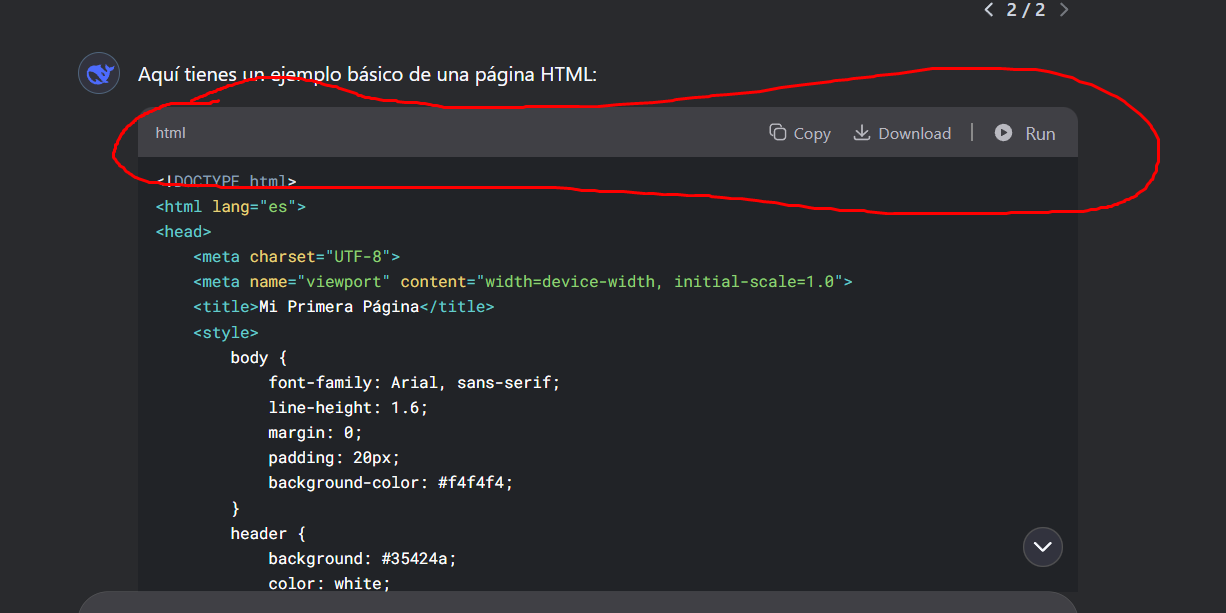 2 / 2
Aquí tienes un ejemplo básico de una página HTML:
html Copy Download Run
<!DOCTYPE html>
<html lang="es">
<head>
    <meta charset="UTF-8">
    <meta name="viewport" content="width=device-width, initial-scale=1.0">
    <title>Mi Primera Página</title>
    <style>
        body {
            font-family: Arial, sans-serif;
            line-height: 1.6;
            margin: 0;
            padding: 20px;
            background-color: #f4f4f4;
        }
        header {
            background: #35424a;
            color: white;